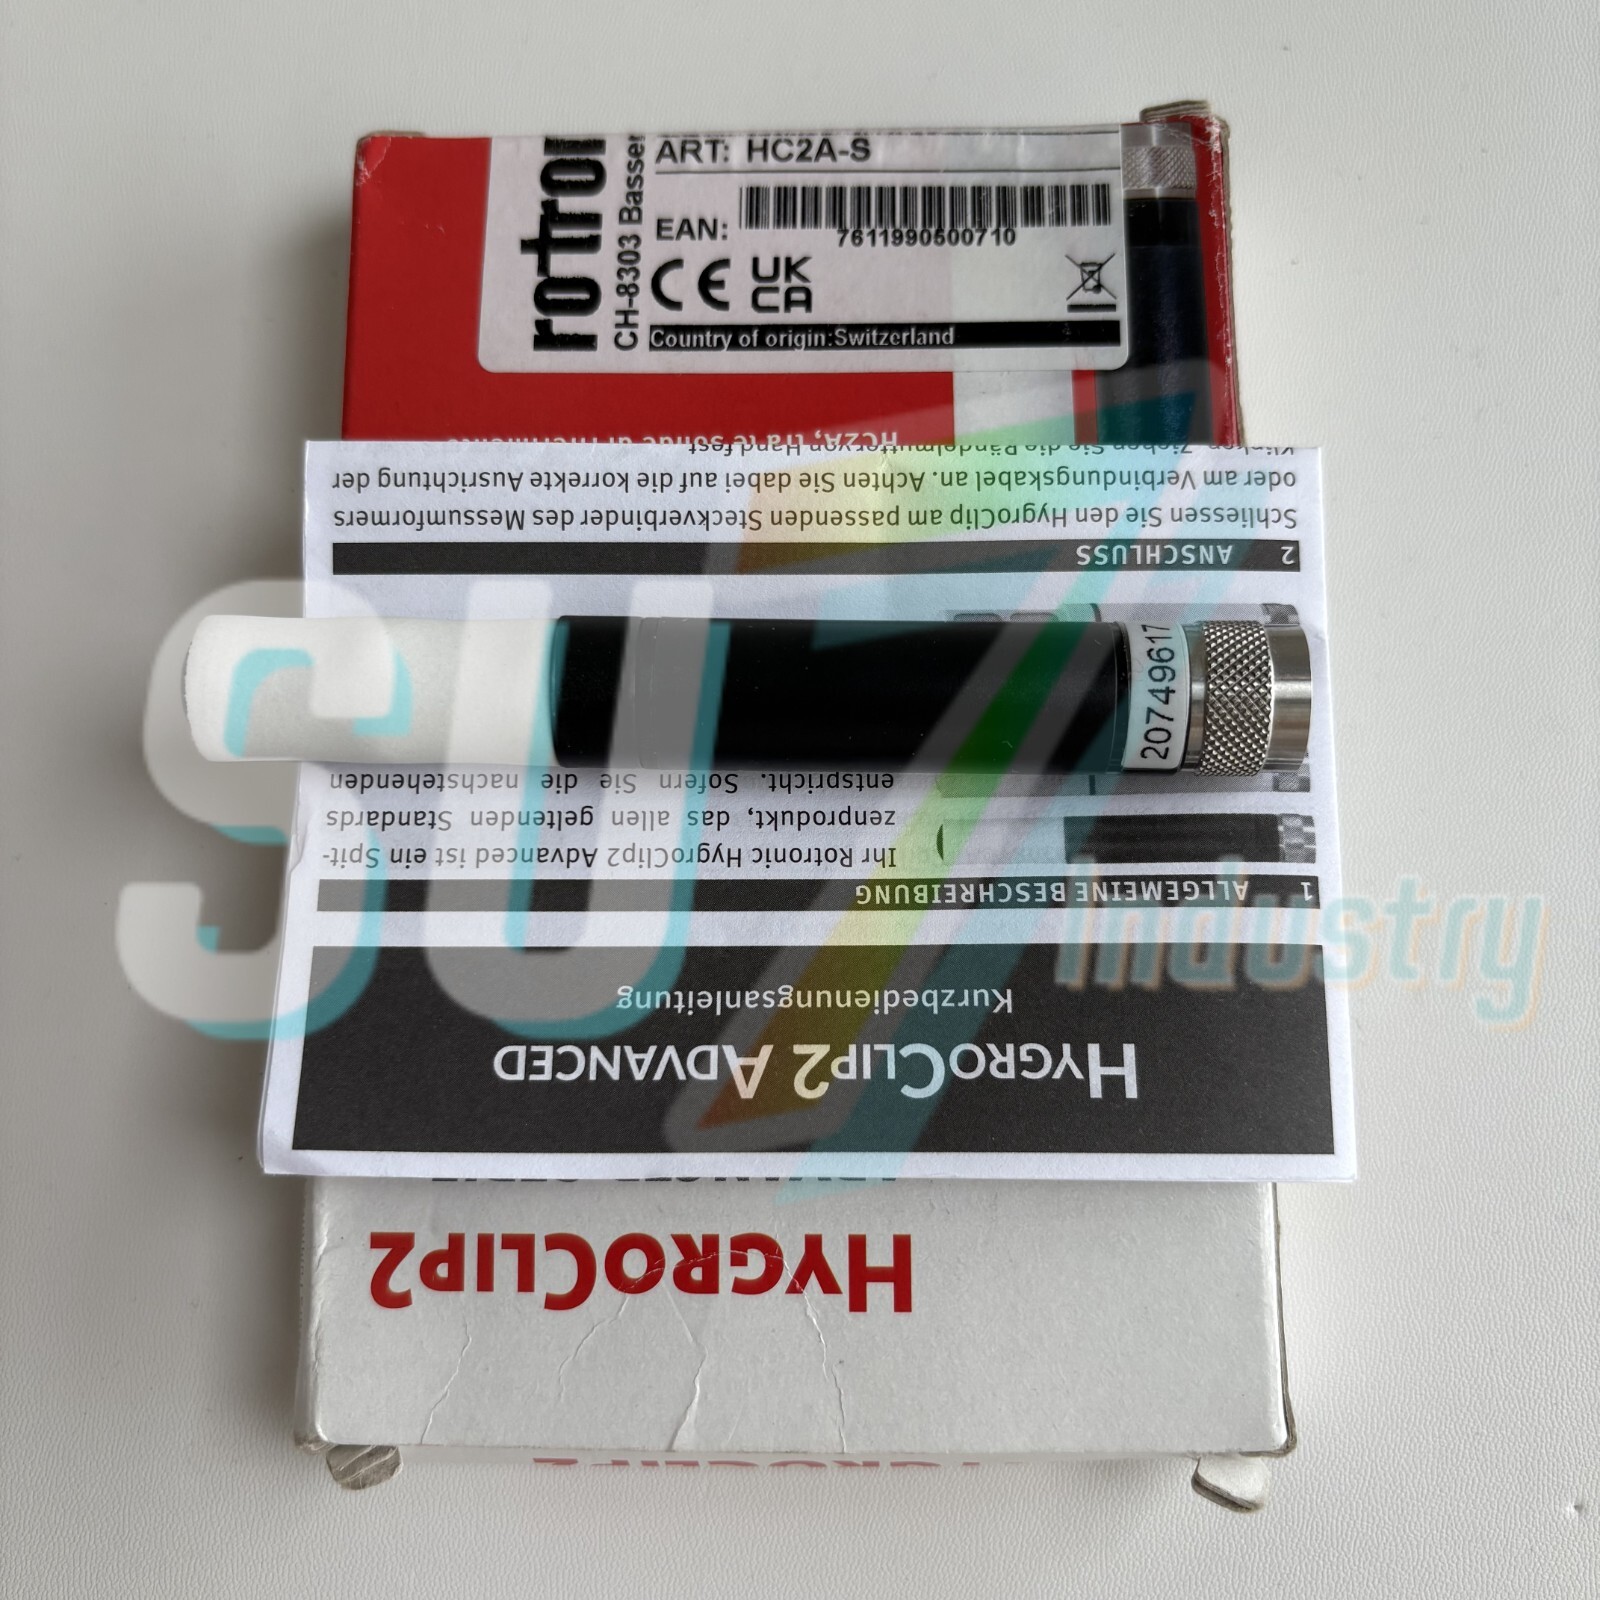 rotro
CH-8303 Basser
ART: HC2A-S
EAN:
7611990500710
CE
UK
CA
Country of origin:Switzerland
HC2A,
HYGROCLIP2 ADVANCED
Kurzbedienungsanleitung
1 ALLGEMEINE BESCHREIBUNG
Ihr Rotronic HygroClip2 Advanced ist ein Spit-
zenprodukt, das allen geltenden Standards
entspricht. Sofern Sie die nachstehenden
2 ANSCHLUSS
Schliessen Sie den HygroClip am passenden Steckverbinder des Messumformers
oder am Verbindungskabel an. Achten Sie dabei auf die korrekte Ausrichtung der
20749617
HYGROCLIP2
SU7
Industry